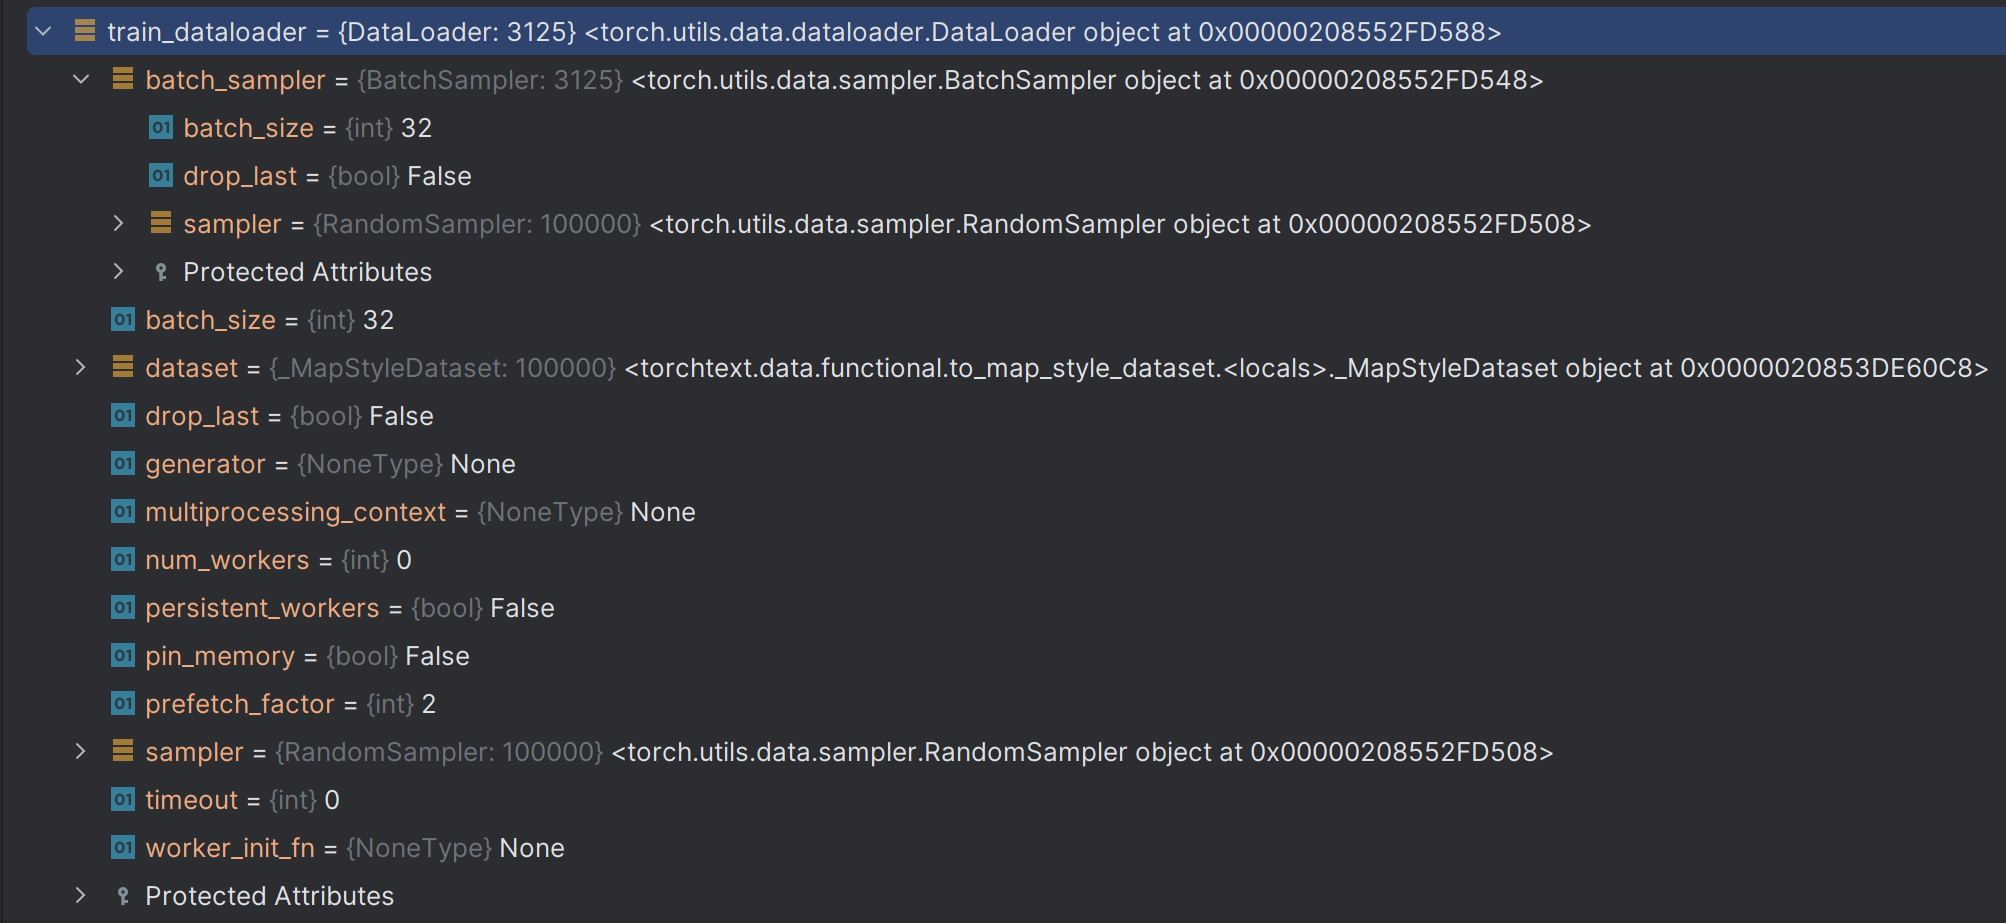 train_dataloader = {DataLoader: 3125} <torch.utils.data.dataloader.DataLoader object at 0x00000208552FD588>
batch_sampler = {BatchSampler: 3125} <torch.utils.data.sampler.BatchSampler object at 0x00000208552FD548>
01 batch_size = {int} 32
01 drop_last = {bool} False
sampler = {RandomSampler: 100000} <torch.utils.data.sampler.RandomSampler object at 0x00000208552FD508>
Protected Attributes
01 batch_size = {int} 32
dataset = {_MapStyleDataset: 100000} <torchtext.data.functional.to_map_style_dataset.<locals>._MapStyleDataset object at 0x0000020853DE60C8>
01 drop_last = {bool} False
01 generator = {NoneType} None
01 multiprocessing_context = {NoneType} None
01 num_workers = {int} 0
01 persistent_workers = {bool} False
01 pin_memory = {bool} False
01 prefetch_factor = {int} 2
sampler = {RandomSampler: 100000} <torch.utils.data.sampler.RandomSampler object at 0x00000208552FD508>
01 timeout = {int} 0
01 worker_init_fn = {NoneType} None
Protected Attributes